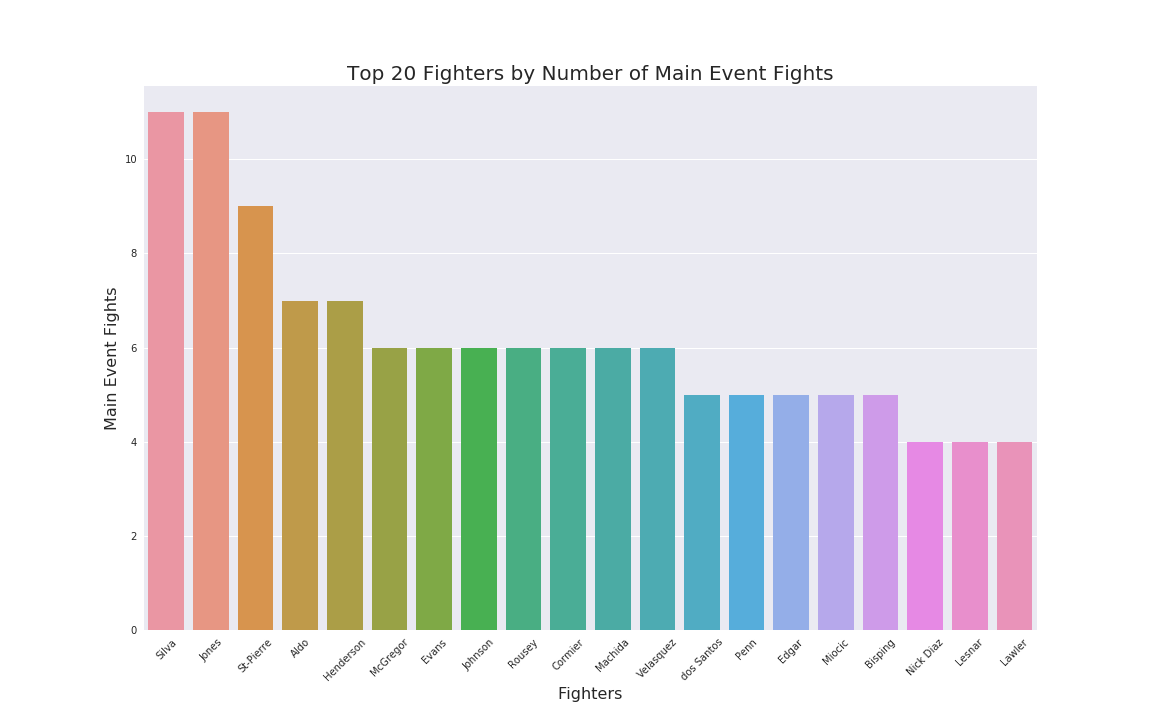 Top 20 Fighters by Number of Main Event Fights
Main Event Fights
10
8
6
4
2
0
Silva
Jones
St-Pierre
Aldo
Henderson
McGregor
Evans
Johnson
Rousey
Cormier
Machida
Velasquez
dos Santos
Penn
Edgar
Miocic
Bisping
Nick Diaz
Lesnar
Lawler
Fighters